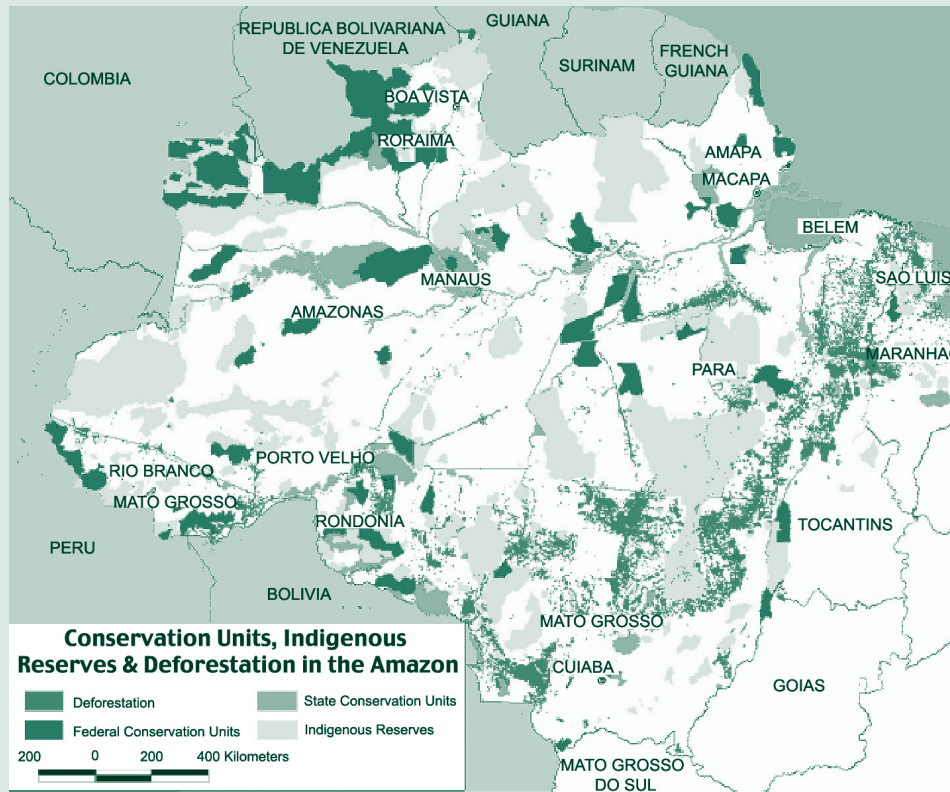 REPUBLICA BOLIVARIANA
DE VENEZUELA
GUIANA
SURINAM
FRENCH
GUIANA
COLOMBIA
BOA VISTA
RORAIMA
AMAPA
MACAPA
BELEM
SAO LUIS
MANAUS
AMAZONAS
MARANHAO
PARA
PORTO VELHO
RIO BRANCO
MATO GROSSO
RONDONIA
TOCANTINS
PERU
BOLIVIA
MATO GROSSO
CUIABA
GOIAS
MATO GROSSO
DO SUL
Conservation Units, Indigenous
Reserves & Deforestation in the Amazon
Deforestation
State Conservation Units
Federal Conservation Units
Indigenous Reserves
200 0 200 400 Kilometers